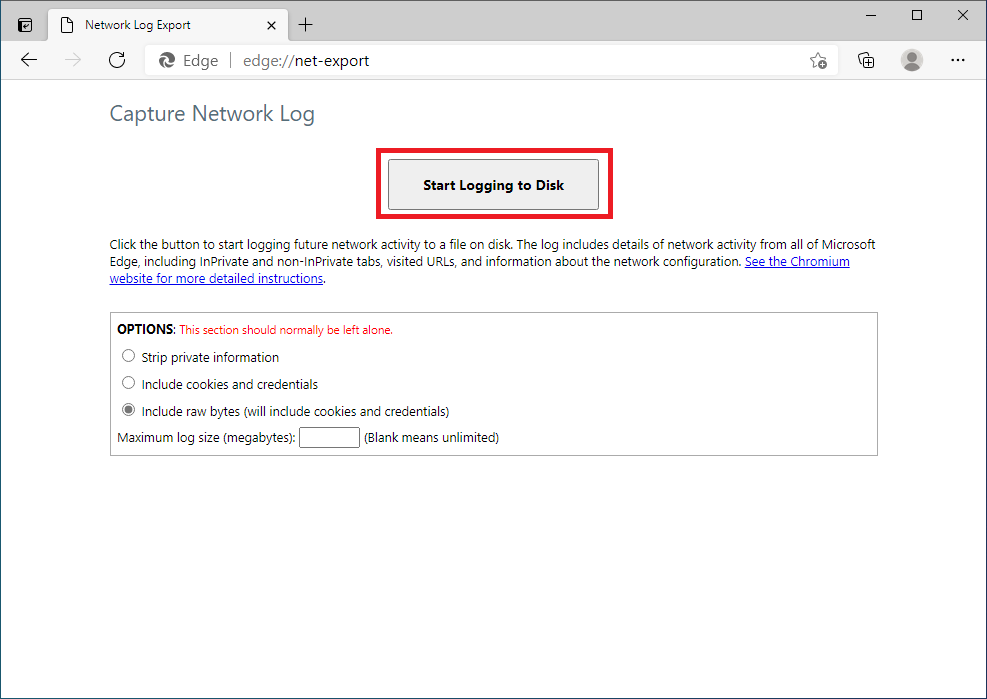 Network Log Export
Edge | edge://net-export
Capture Network Log
Start Logging to Disk
Click the button to start logging future network activity to a file on disk. The log includes details of network activity from all of Microsoft
Edge, including InPrivate and non-InPrivate tabs, visited URLs, and information about the network configuration. See the Chromium
website for more detailed instructions.
OPTIONS: This section should normally be left alone.
Strip private information
Include cookies and credentials
Include raw bytes (will include cookies and credentials)
Maximum log size (megabytes): (Blank means unlimited)